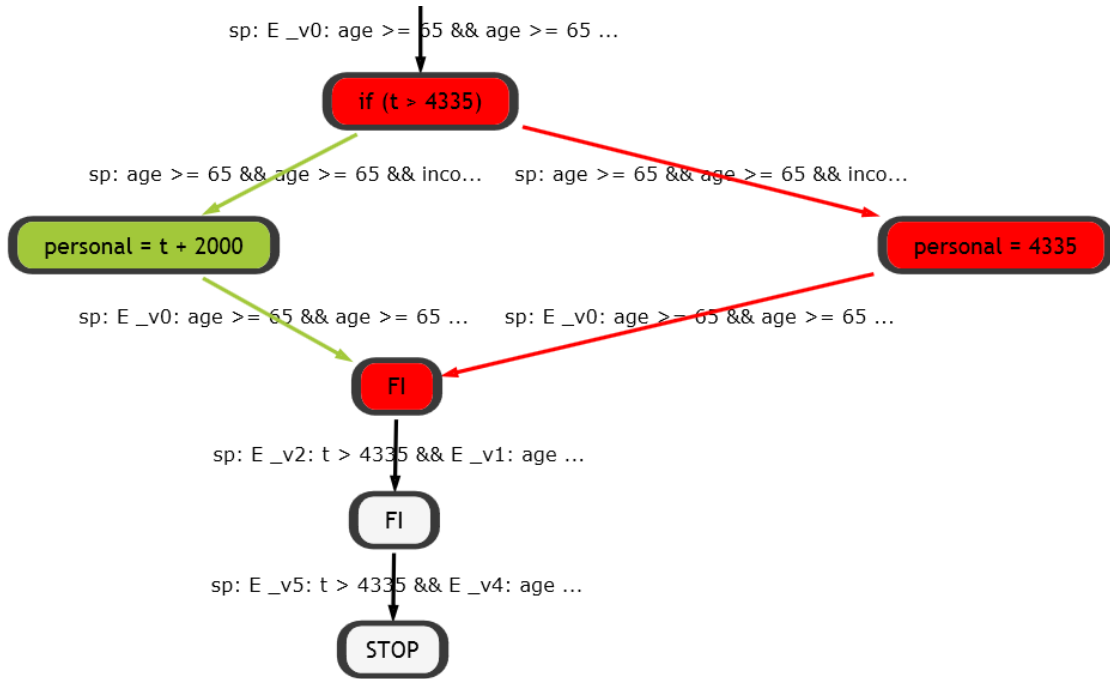 sp: E _v0: age >= 65 && age >= 65 ...
if (t > 4335)
sp: age >= 65 && age >= 65 && inco...
sp: age >= 65 && age >= 65 && inco...
personal = t + 2000
personal = 4335
sp: E _v0: age >= 65 && age >= 65 ...
sp: E _v0: age >= 65 && age >= 65 ...
FI
sp: E _v2: t > 4335 && E _v1: age ...
FI
sp: E _v5: t > 4335 && E _v4: age ...
STOP